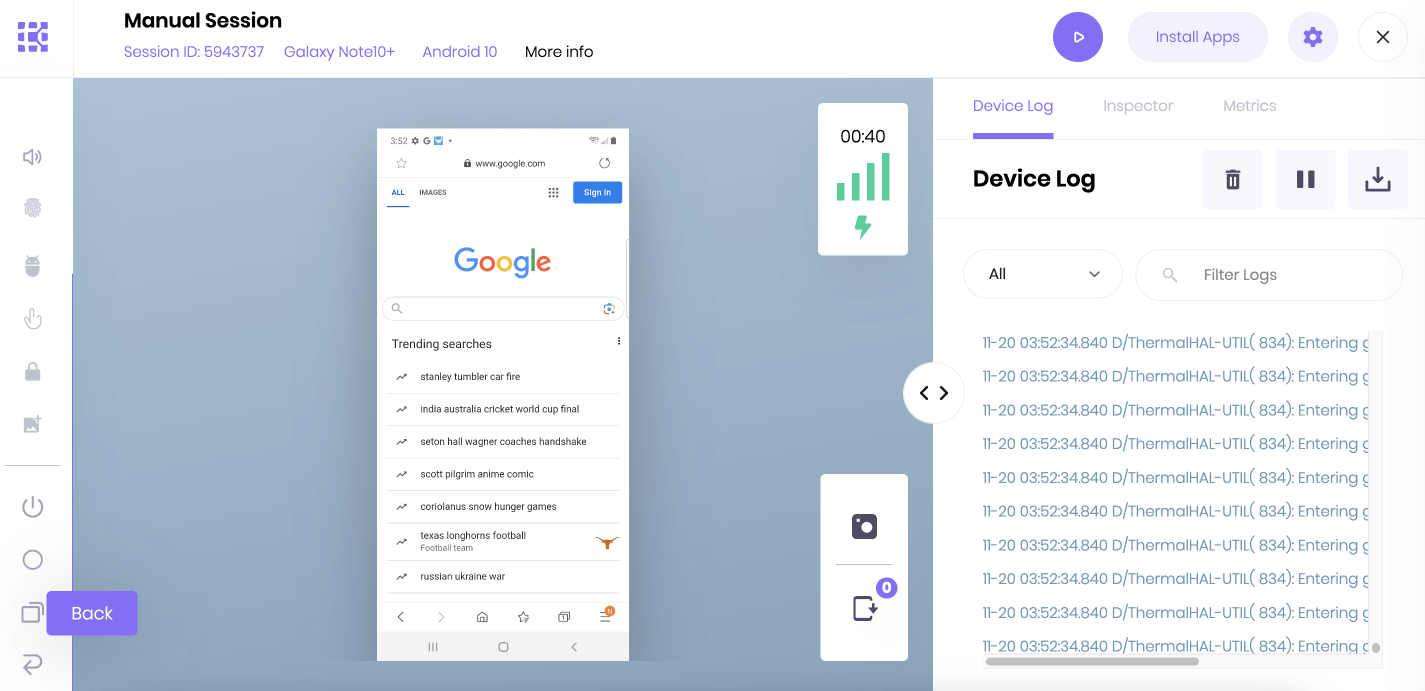 Manual Session
Session ID: 5943737 Galaxy Note10+ Android 10 More info
Install Apps
Back
3:52
www.google.com
ALL IMAGES
Sign in
Google
Trending searches
stanley tumbler car fire
india australia cricket world cup final
seton hall wagner coaches handshake
scott pilgrim anime comic
coriolanus snow hunger games
texas longhorns football
Football team
russian ukraine war
N
00:40
0
Device Log Inspector Metrics
Device Log
All
Filter Logs
11-20 03:52:34.840 D/ThermalHAL-UTIL( 834): Entering g
11-20 03:52:34.840 D/ThermalHAL-UTIL( 834): Entering g
11-20 03:52:34.840 D/ThermalHAL-UTIL( 834): Entering g
11-20 03:52:34.840 D/ThermalHAL-UTIL( 834): Entering g
11-20 03:52:34.840 D/ThermalHAL-UTIL( 834): Entering g
11-20 03:52:34.840 D/ThermalHAL-UTIL( 834): Entering g
11-20 03:52:34.840 D/ThermalHAL-UTIL( 834): Entering g
11-20 03:52:34.840 D/ThermalHAL-UTIL( 834): Entering g
11-20 03:52:34.840 D/ThermalHAL-UTIL( 834): Entering g
11-20 03:52:34.840 D/ThermalHAL-UTIL( 834): Entering g